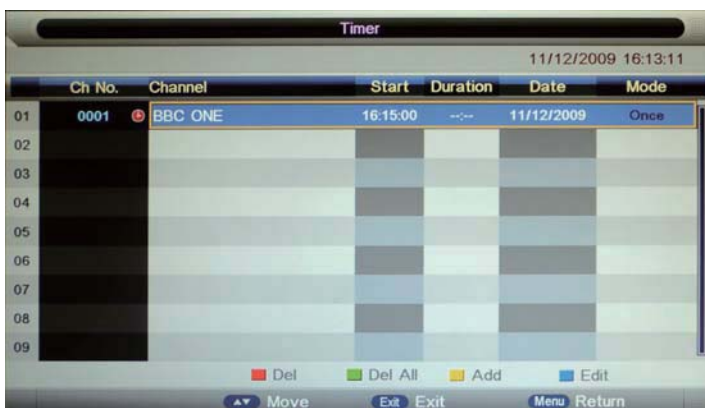 Timer
11/12/2009 16:13:11
Ch No. Channel Start Duration Date Mode
01 0001 BBC ONE 16:15:00 --:-- 11/12/2009 Once
02
03
04
05
06
07
08
09
Del Del All Add Edit
Move Exit Exit Menu Return